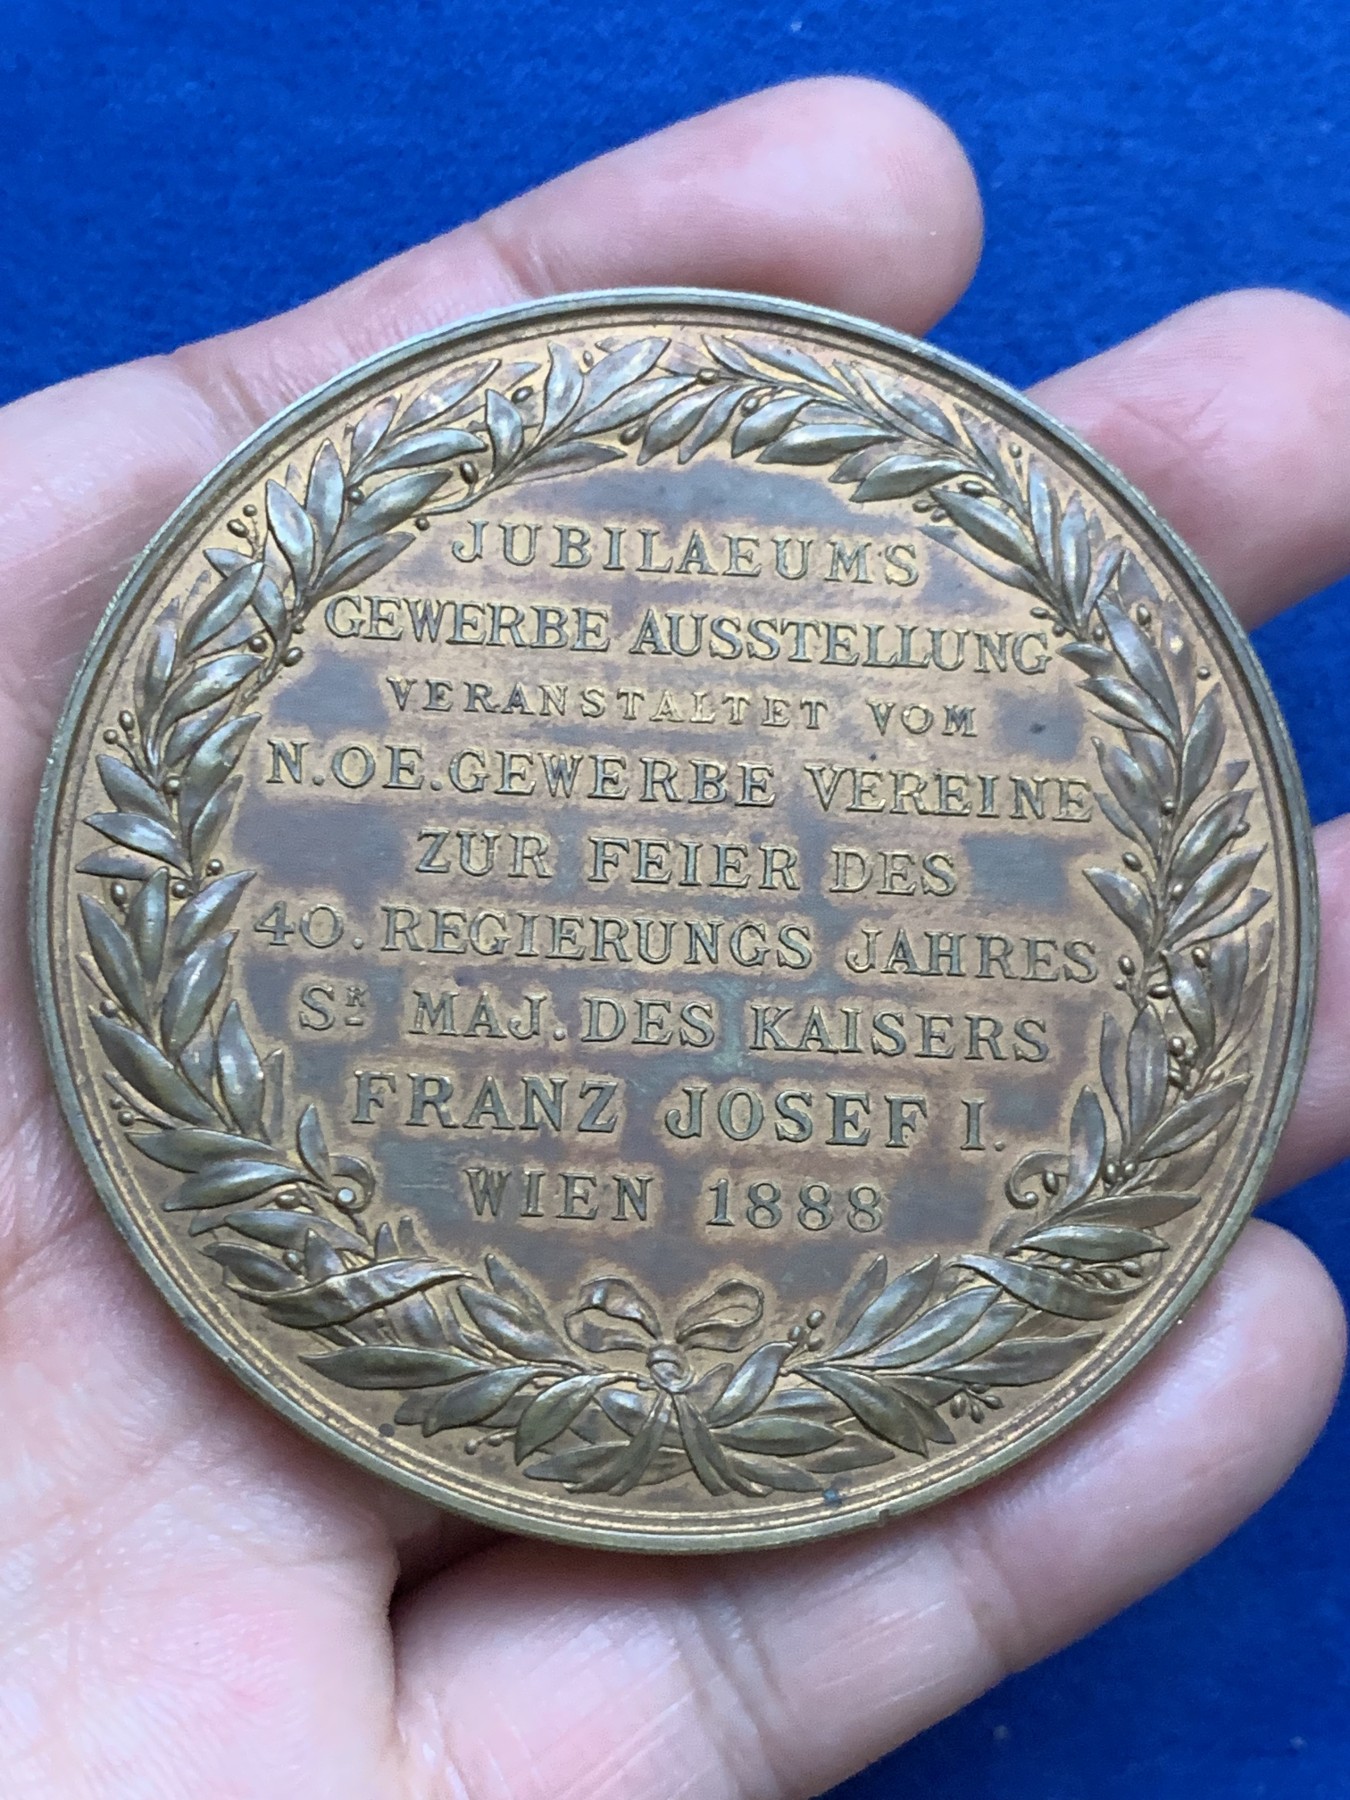 JUBILAEUMS
GEWERBE AUSSTELLUNG
VERANSTALTET VOM
N.OE.GEWERBE VEREINE
ZUR FEIER DES
40. REGIERUNGS JAHRES
SR MAJ. DES KAISERS
FRANZ JOSEF I.
WIEN 1888